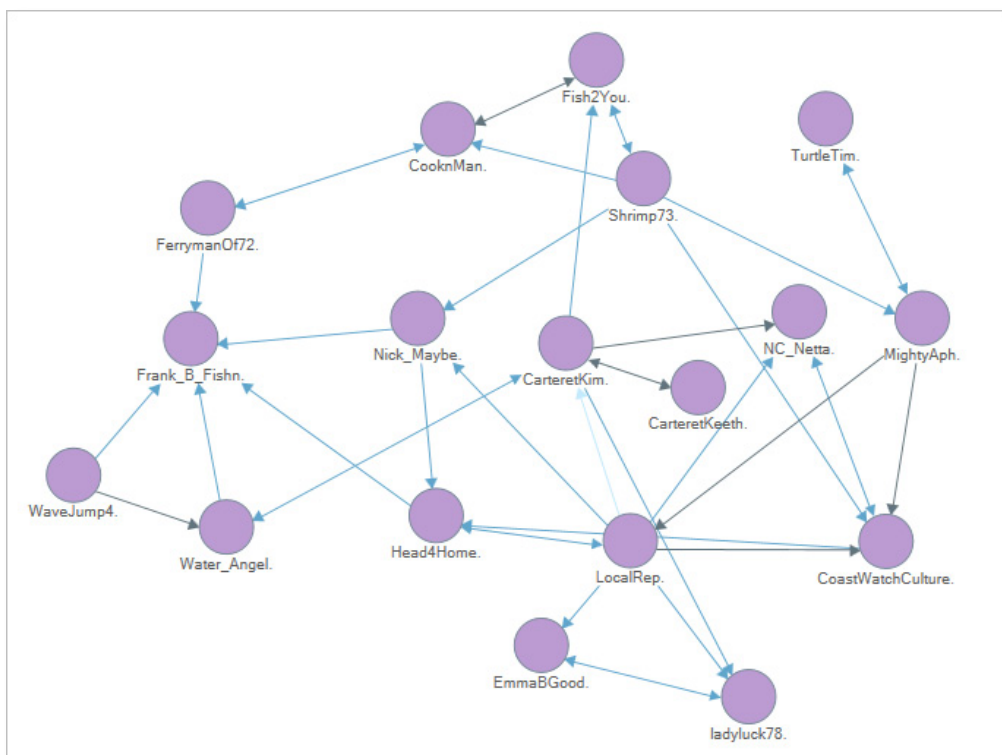 Fish2You.
CooknMan.
TurtleTim.
Shrimp73.
FerrymanOf72.
Nick_Maybe.
NC_Netta.
MightyAph.
Frank_B_Fishn.
CarteretKim.
CarteretKeeth.
WaveJump4.
Water_Angel.
Head4Home.
LocalRep.
CoastWatchCulture.
EmmaBGood.
ladyluck78.